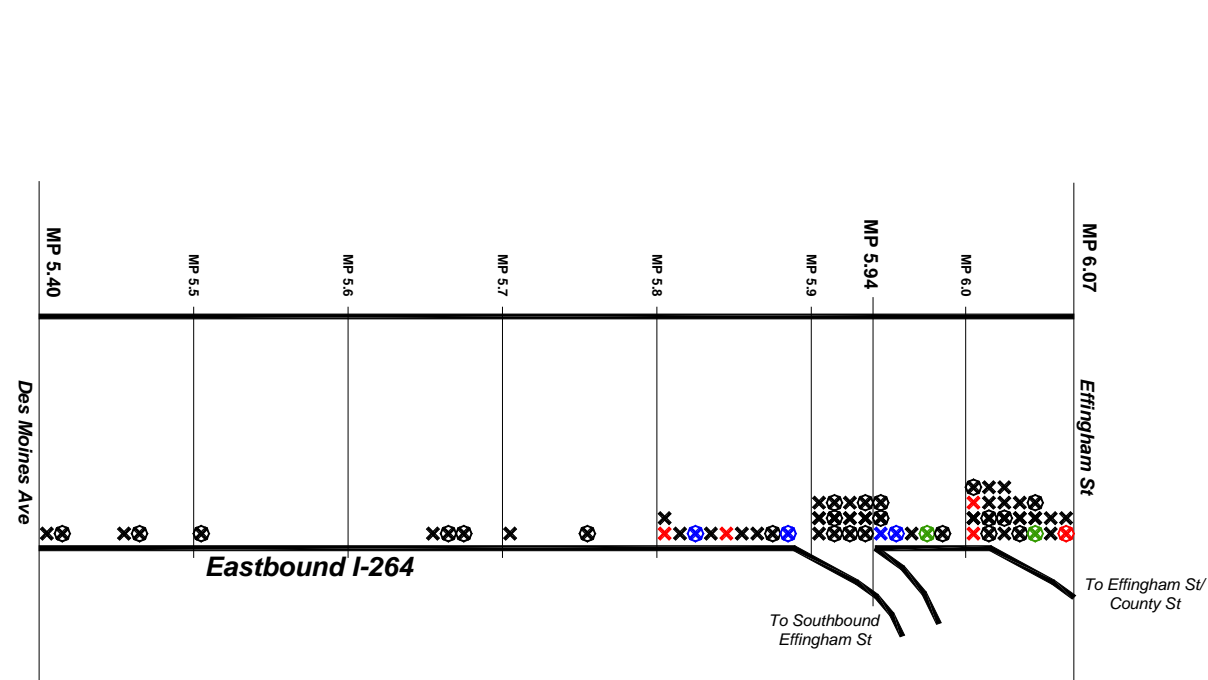 MP 5.40
MP 5.5
MP 5.6
MP 5.7
MP 5.8
MP 5.9
MP 5.94
MP 6.0
MP 6.07
Des Moines Ave
Effingham St
Eastbound I-264
To Southbound
Effingham St
To Effingham St/
County St